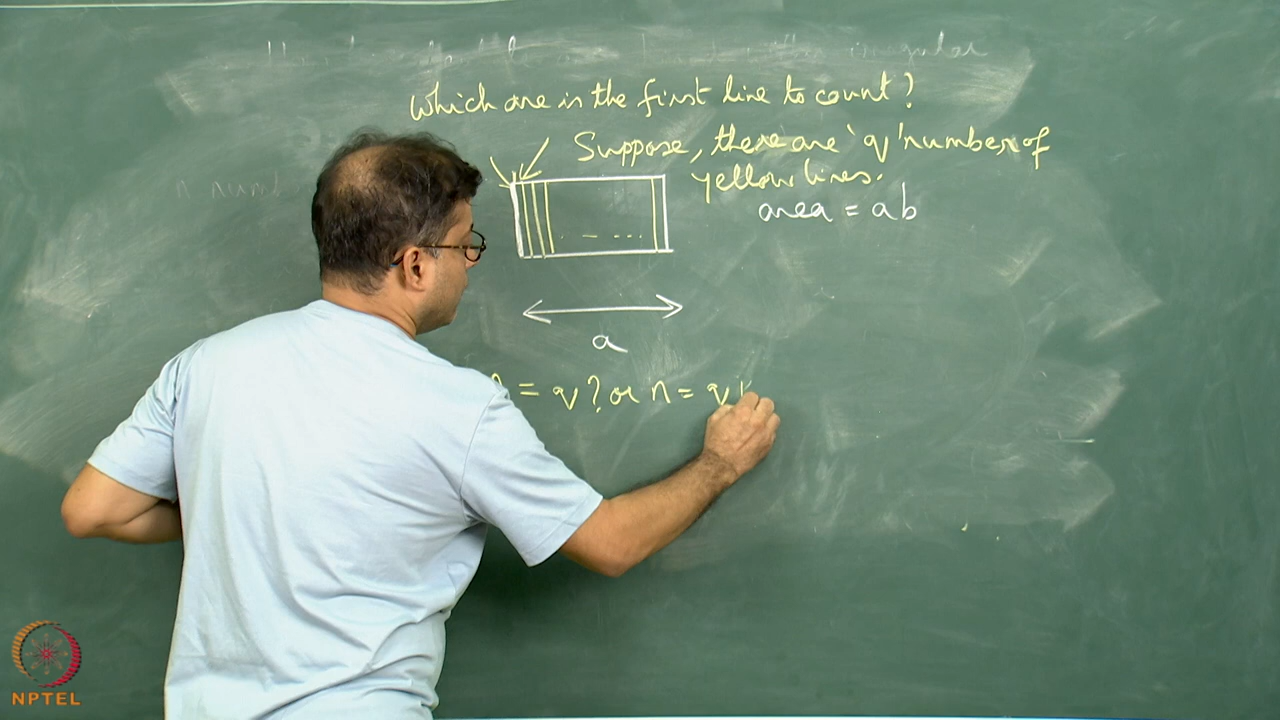 irregular
Which one is the first line to count?
Suppose, there are 'q' number of
yellow lines.
area = ab
a
= q ? or n = q
NPTEL